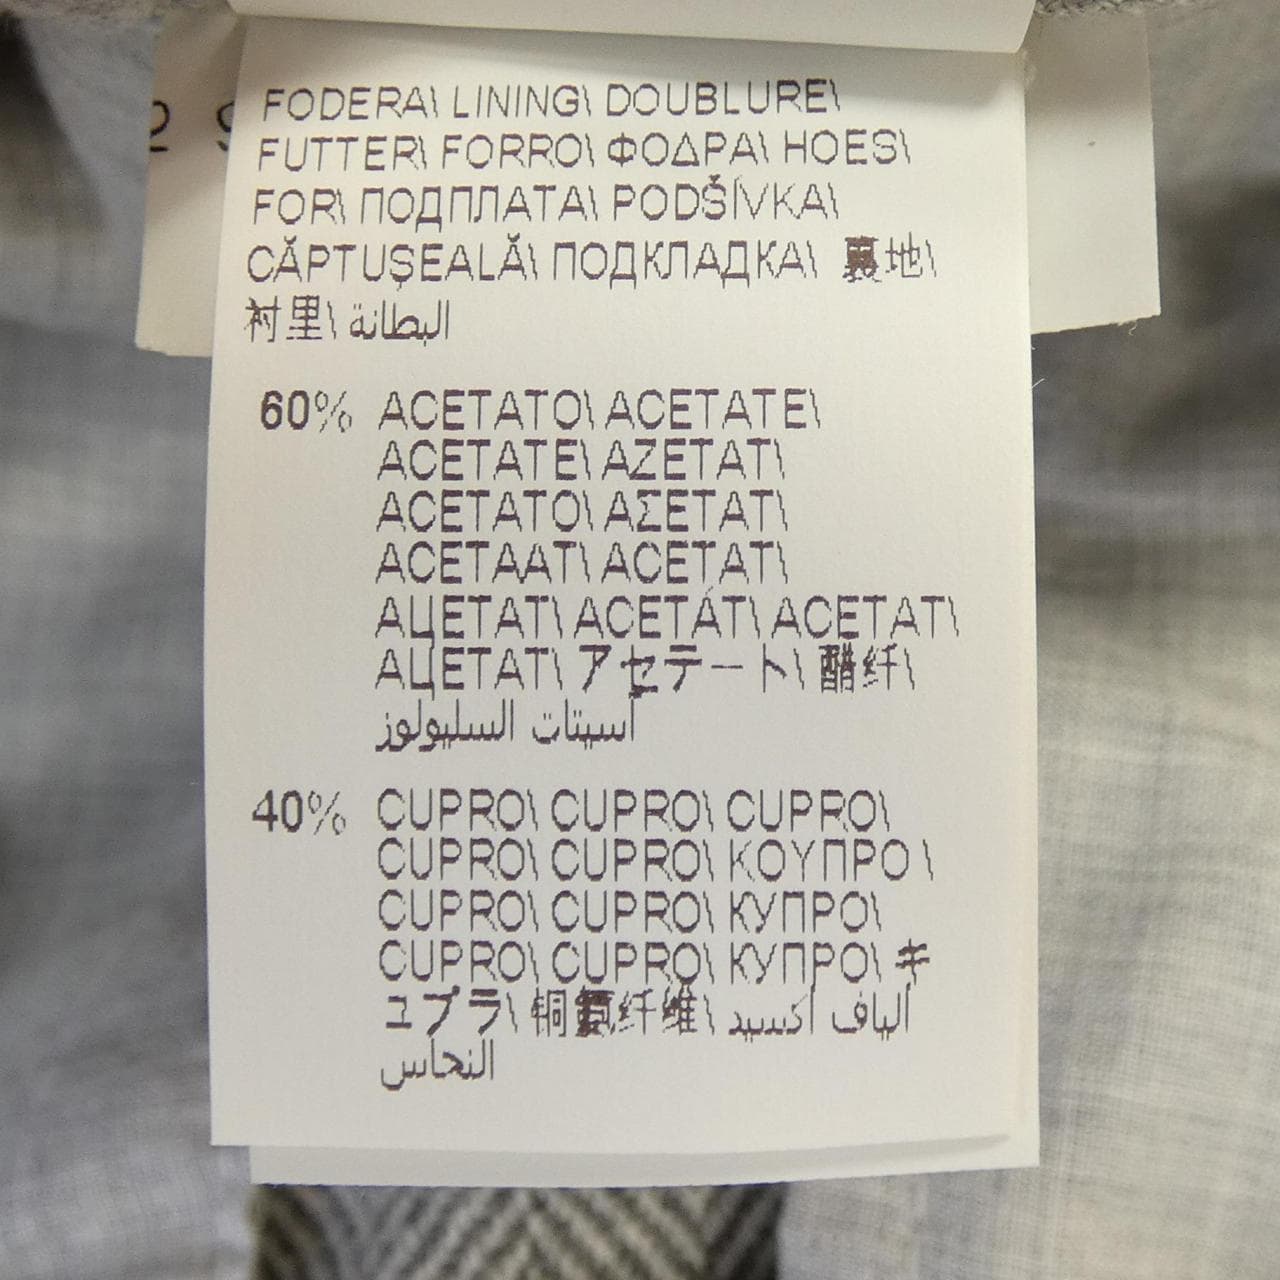 FODERA\ LINING\ DOUBLURE\
FUTTER\ FORRO\ ΦΟΔΡΑ\ HOES\
FOR\ ПОДПЛАТА\ PODŠÍVKA\
CĂPTUȘEALĂ\ ПОДКЛАДКА\ 裏地\
衬里\ البطانة
60% ACETATO\ ACETATE\
ACETATE\ AZETAT\
ACETATO\ ΑΣΕΤΑΤ\
ACETAAT\ ACETAT\
АЦЕТАТ\ ACETÁT\ ACETAT\
АЦЕТАТ\ アセテート\ 醋纤\
أسيتات السليولوز
40% CUPRO\ CUPRO\ CUPRO\
CUPRO\ CUPRO\ ΚΟΥΠΡΟ \
CUPRO\ CUPRO\ КУПРО\
CUPRO\ CUPRO\ КУПРО\ キ
ュプラ\ 铜氨纤维\ ألياف أكسيد
النحاس